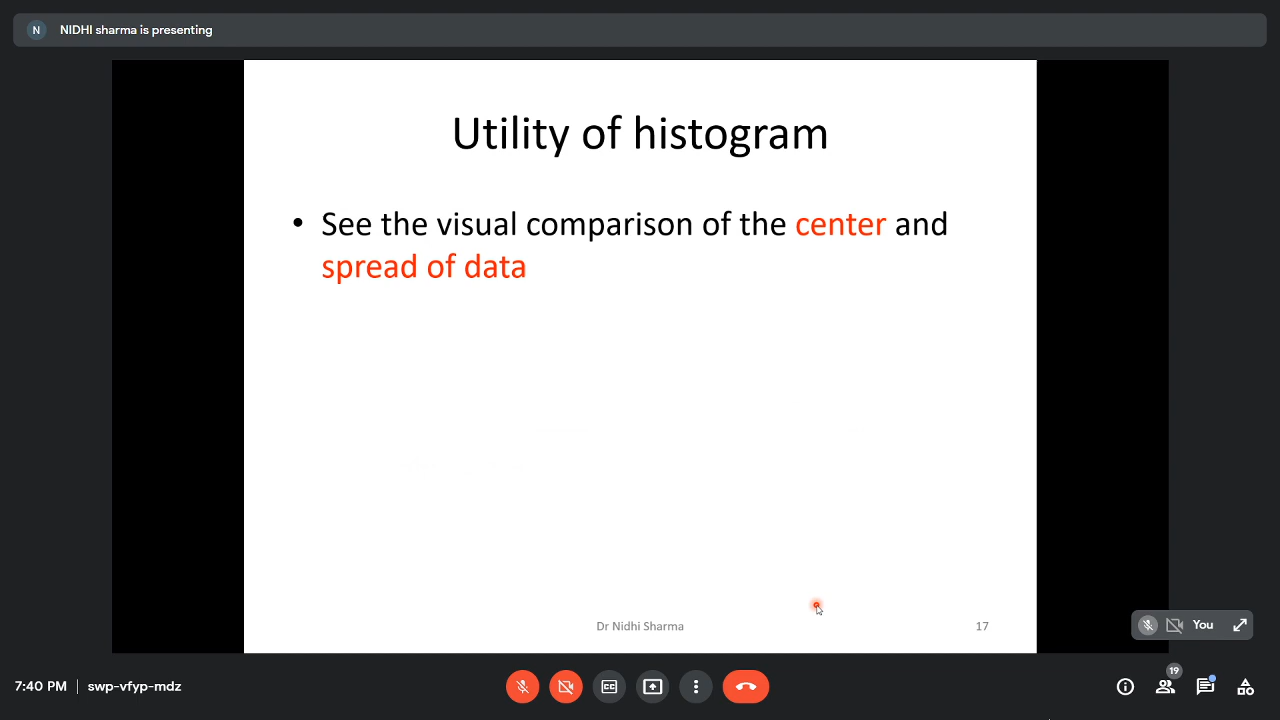 N NIDHI sharma is presenting
Utility of histogram
• See the visual comparison of the center and
spread of data
Dr Nidhi Sharma 17
You
7:40 PM | swp-vfyp-mdz
CC
19